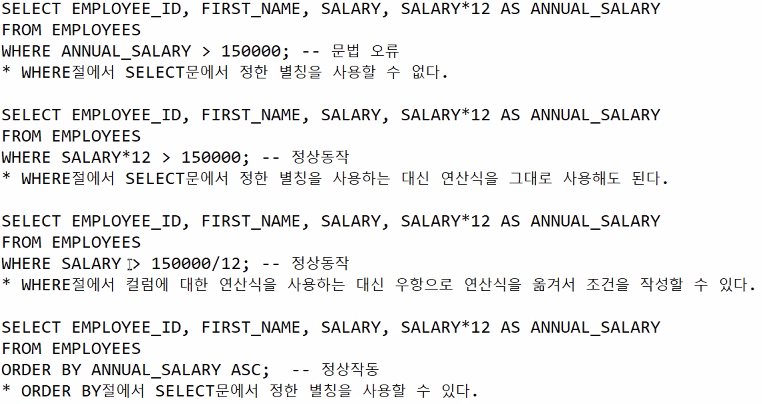 SELECT EMPLOYEE_ID, FIRST_NAME, SALARY, SALARY*12 AS ANNUAL_SALARY
FROM EMPLOYEES
WHERE ANNUAL_SALARY > 150000; -- 문법 오류
* WHERE절에서 SELECT문에서 정한 별칭을 사용할 수 없다.
SELECT EMPLOYEE_ID, FIRST_NAME, SALARY, SALARY*12 AS ANNUAL_SALARY
FROM EMPLOYEES
WHERE SALARY*12 > 150000; -- 정상동작
* WHERE절에서 SELECT문에서 정한 별칭을 사용하는 대신 연산식을 그대로 사용해도 된다.
SELECT EMPLOYEE_ID, FIRST_NAME, SALARY, SALARY*12 AS ANNUAL_SALARY
FROM EMPLOYEES
WHERE SALARY > 150000/12; -- 정상동작
* WHERE절에서 컬럼에 대한 연산식을 사용하는 대신 우항으로 연산식을 옮겨서 조건을 작성할 수 있다.
SELECT EMPLOYEE_ID, FIRST_NAME, SALARY, SALARY*12 AS ANNUAL_SALARY
FROM EMPLOYEES
ORDER BY ANNUAL_SALARY ASC;  -- 정상작동
* ORDER BY절에서 SELECT문에서 정한 별칭을 사용할 수 있다.